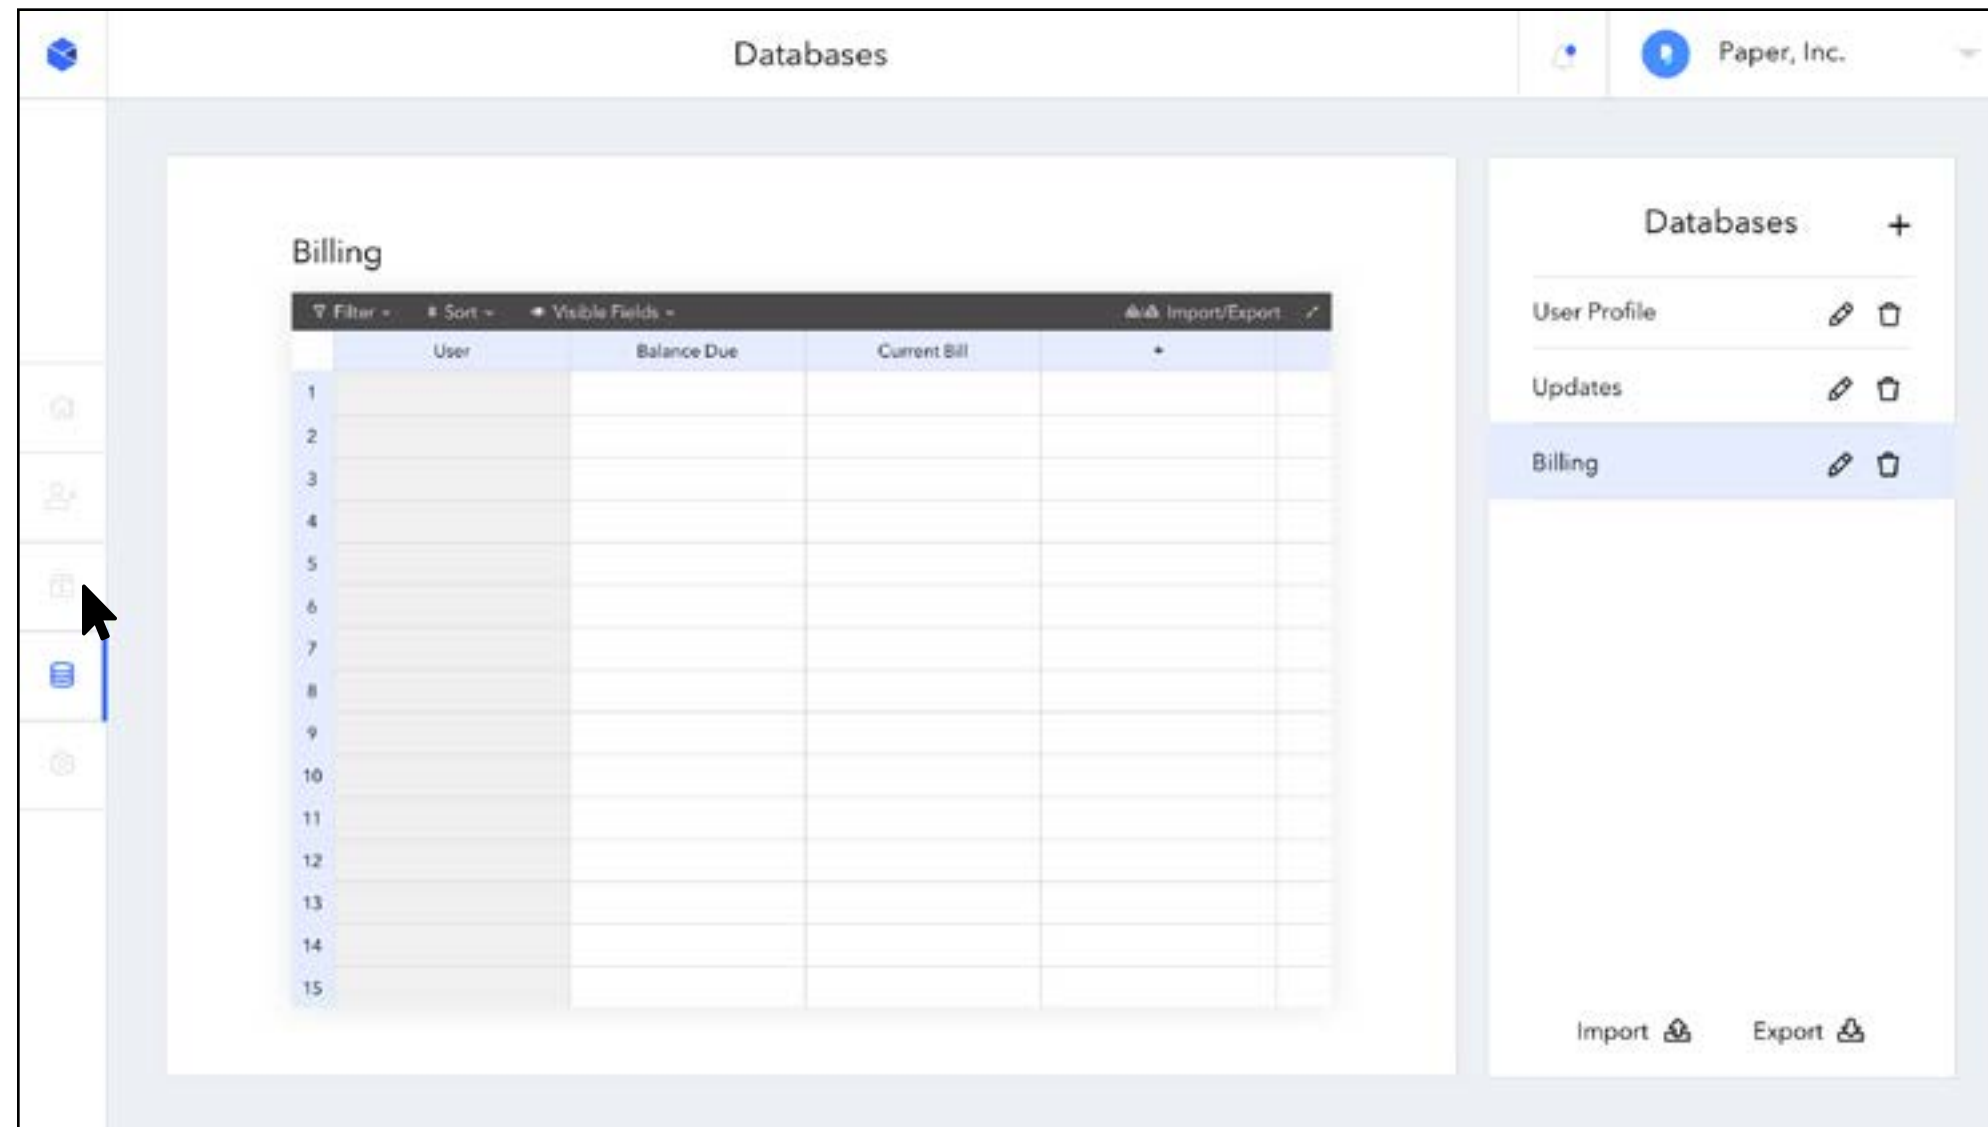 Databases
Paper, Inc.
Billing
Filter
Sort
Visible Fields
Import/Export
User
Balance Due
Current Bill
+
1
2
3
4
5
6
7
8
9
10
11
12
13
14
15
Databases +
User Profile
Updates
Billing
Import
Export